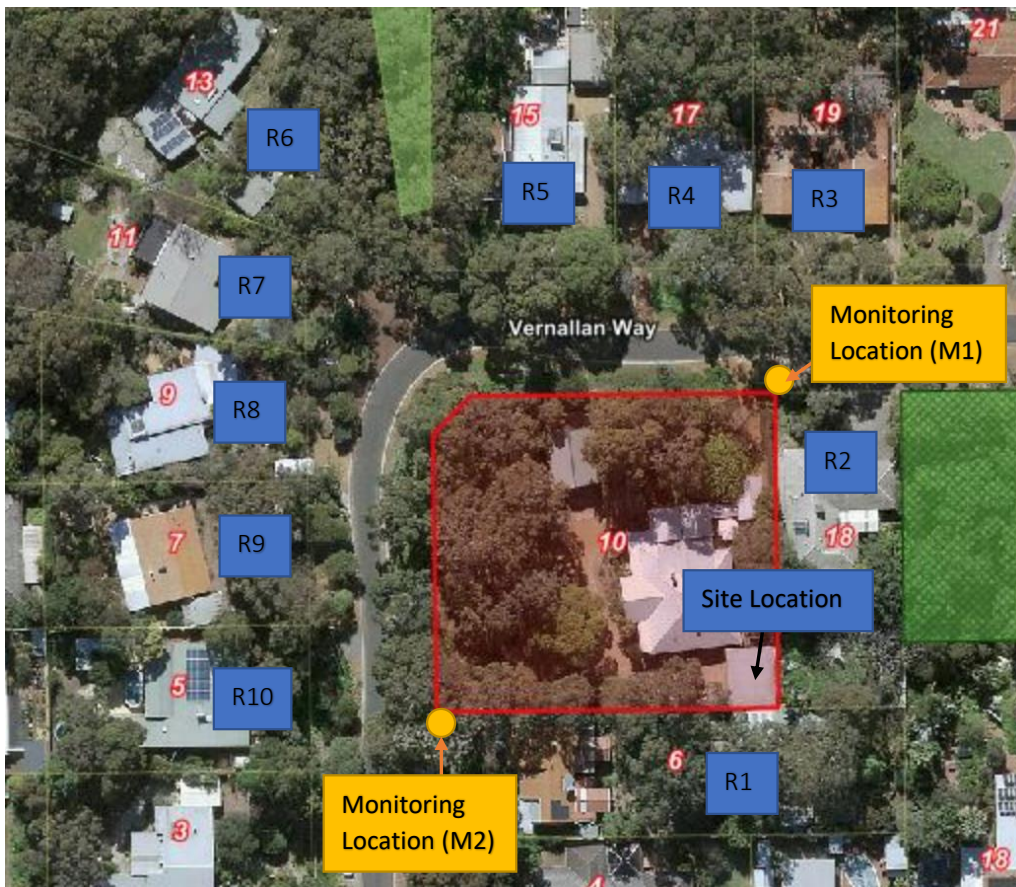 21
13
15
17
19
R6
R5
R4
R3
11
R7
Vernallan Way
Monitoring
Location (M1)
9
R8
R2
18
7
R9
10
Site Location
5
R10
6
R1
Monitoring
Location (M2)
3
4
18